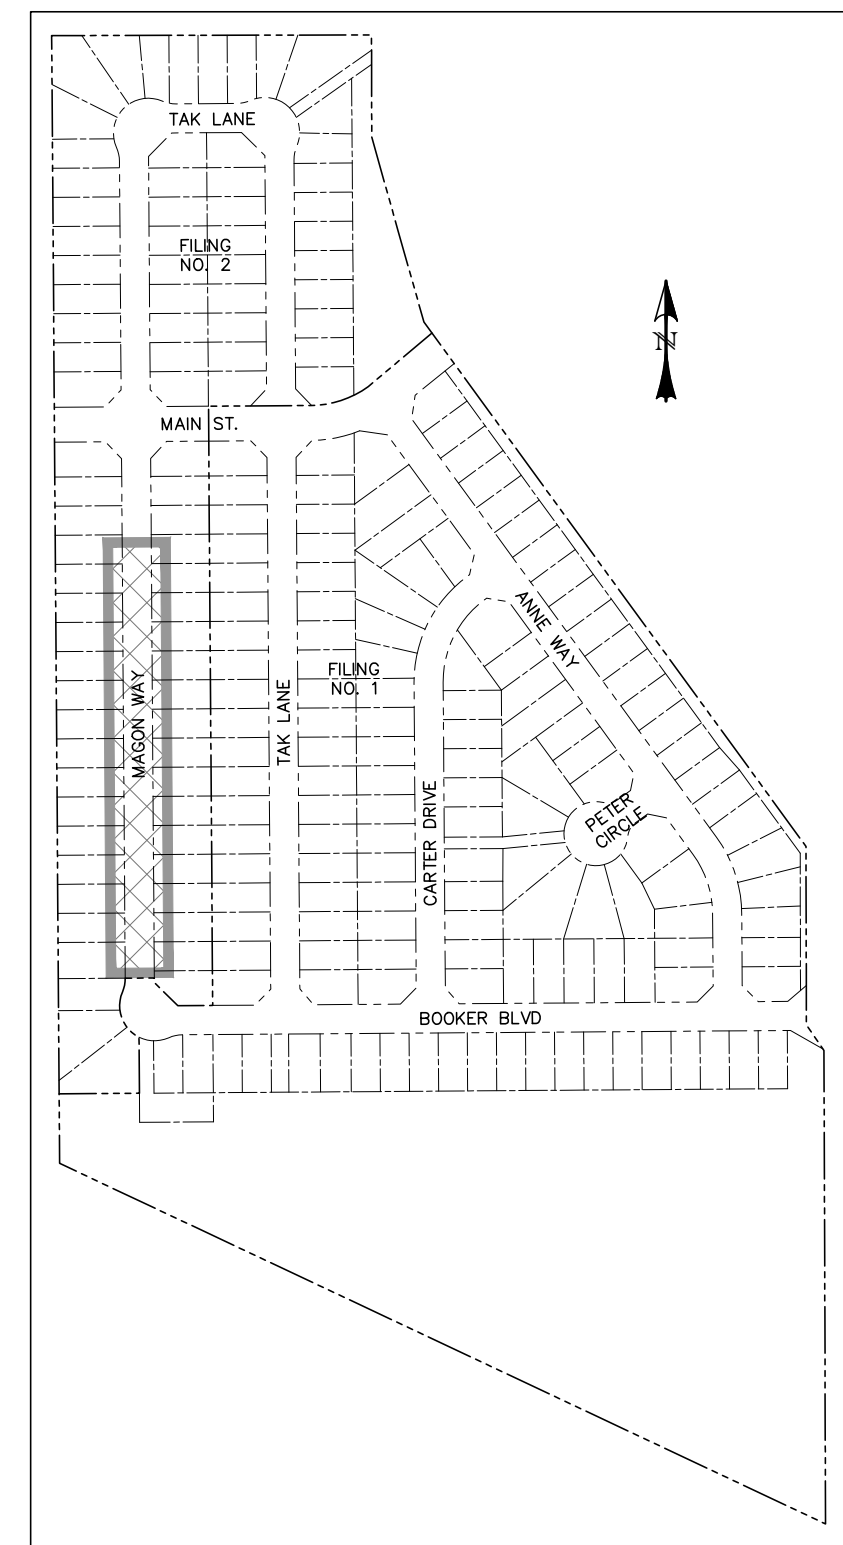 TAK LANE
FILING
NO. 2
N
MAIN ST.
ANNE WAY
FILING
NO. 1
MAGON WAY
TAK LANE
CARTER DRIVE
PETER
CIRCLE
BOOKER BLVD